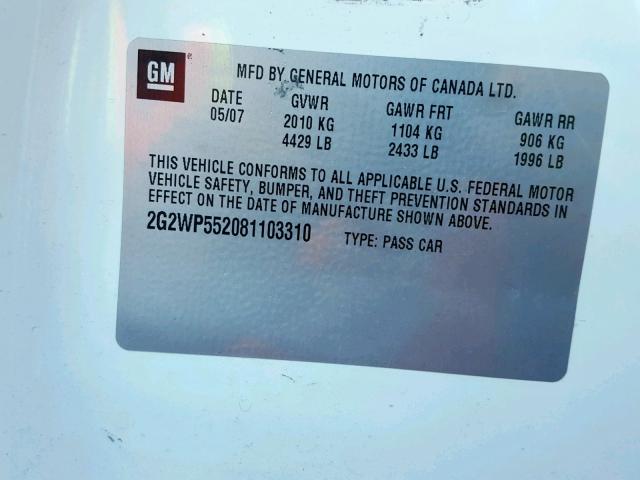 GM ®
MFD BY GENERAL MOTORS OF CANADA LTD.
DATE GVWR GAWR FRT GAWR RR
05/07 2010 KG 1104 KG 906 KG
4429 LB 2433 LB 1996 LB
THIS VEHICLE CONFORMS TO ALL APPLICABLE U.S. FEDERAL MOTOR
VEHICLE SAFETY, BUMPER, AND THEFT PREVENTION STANDARDS IN
EFFECT ON THE DATE OF MANUFACTURE SHOWN ABOVE.
2G2WP552081103310 TYPE: PASS CAR